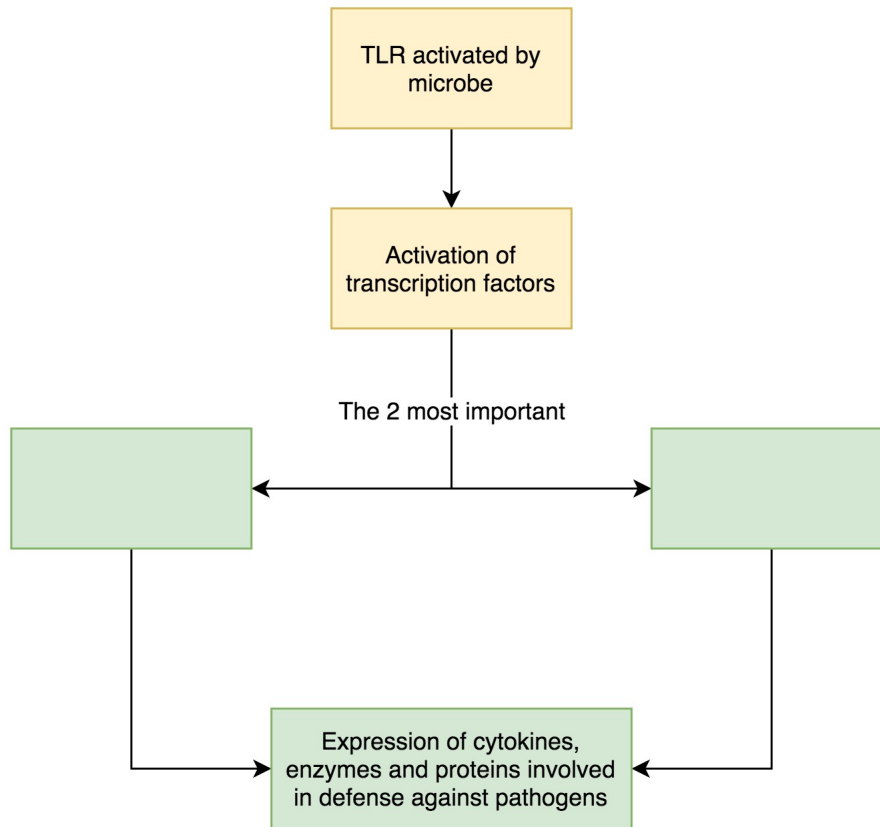 TLR activated by
microbe
Activation of
transcription factors
The 2 most important
Expression of cytokines,
enzymes and proteins involved
in defense against pathogens